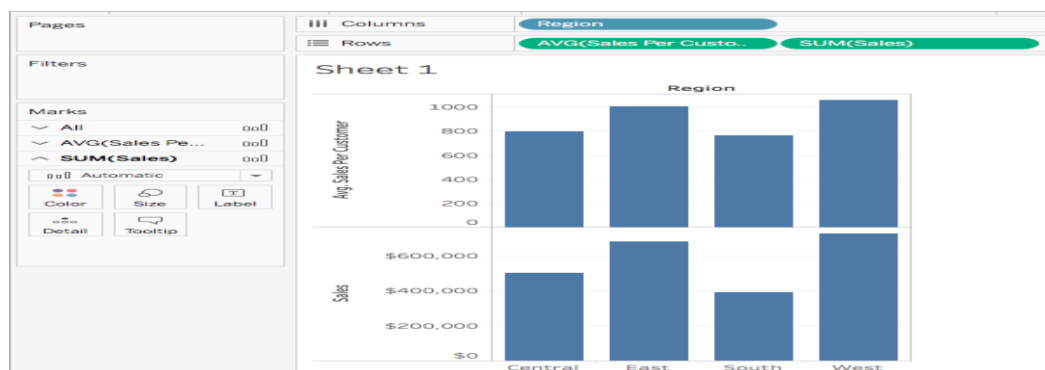 Pages
Columns
Region
Rows
AVG(Sales Per Custo..
SUM(Sales)
Filters
Marks
All
AVG(Sales Pe...
SUM(Sales)
Automatic
Color
Size
Label
Detail
Tooltip
Sheet 1
Region
Avg. Sales Per Customer
1000
800
600
400
200
0
Sales
$600,000
$400,000
$200,000
$0
Central
East
South
West